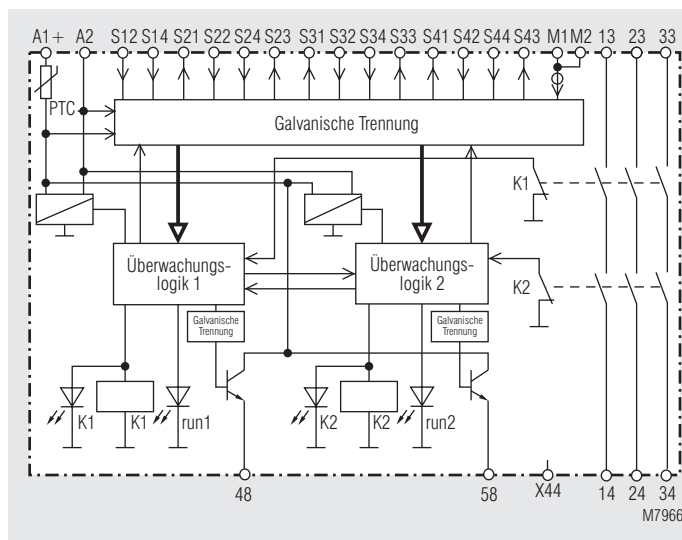 A1+ A2 S12 S14 S21 S22 S24 S23 S31 S32 S34 S33 S41 S42 S44 S43 M1 M2 13 23 33
PTC
Galvanische Trennung
K1
Überwachungs-
logik 1
Überwachungs-
logik 2
K2
Galvanische
Trennung
Galvanische
Trennung
K1 K1 run1 K2 K2 run2
48 58 X44 14 24 34
M7966